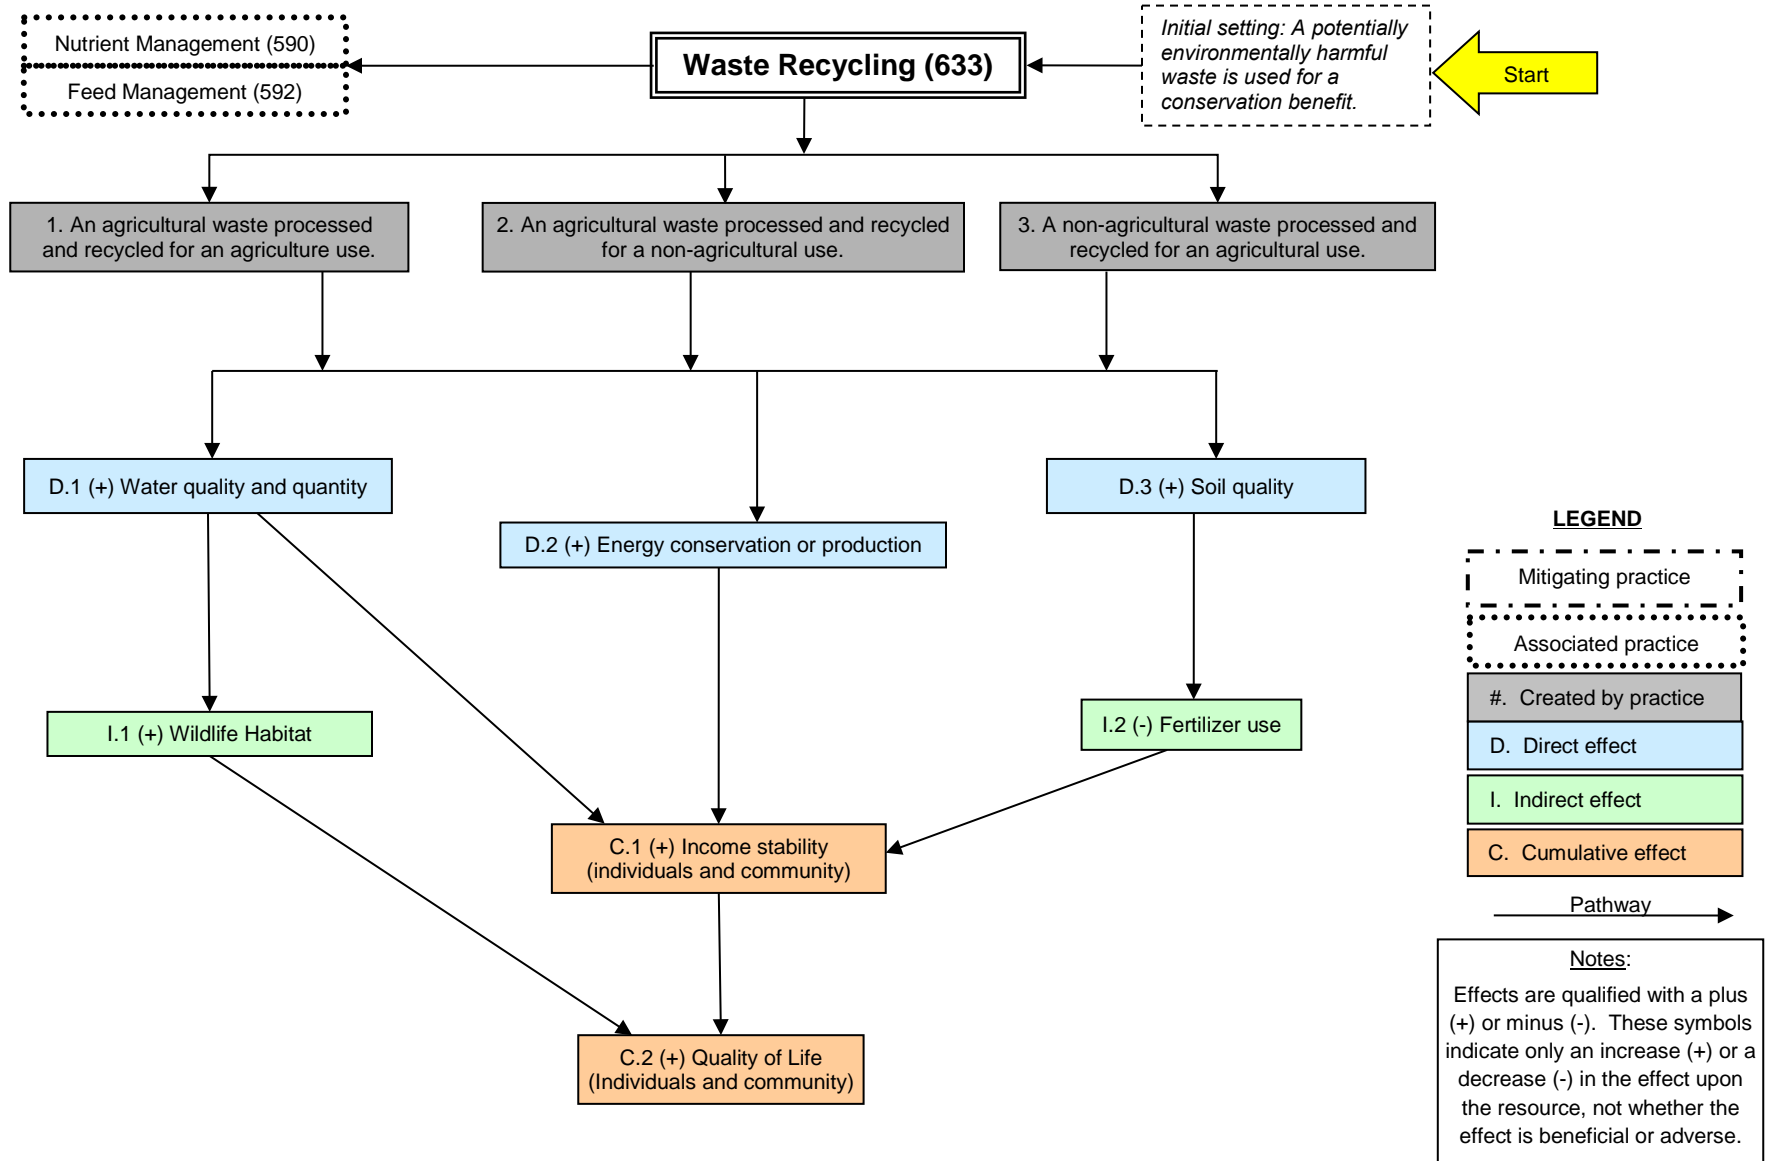 Nutrient Management (590)
Feed Management (592)
Waste Recycling (633)
Initial setting: A potentially
environmentally harmful
waste is used for a
conservation benefit.
Start
1. An agricultural waste processed
and recycled for an agriculture use.
2. An agricultural waste processed and recycled
for a non-agricultural use.
3. A non-agricultural waste processed and
recycled for an agricultural use.
D.1 (+) Water quality and quantity
D.2 (+) Energy conservation or production
D.3 (+) Soil quality
I.1 (+) Wildlife Habitat
I.2 (-) Fertilizer use
C.1 (+) Income stability
(individuals and community)
C.2 (+) Quality of Life
(Individuals and community)
LEGEND
Mitigating practice
Associated practice
#. Created by practice
D. Direct effect
I. Indirect effect
C. Cumulative effect
Pathway
Notes:
Effects are qualified with a plus
(+) or minus (-). These symbols
indicate only an increase (+) or a
decrease (-) in the effect upon
the resource, not whether the
effect is beneficial or adverse.